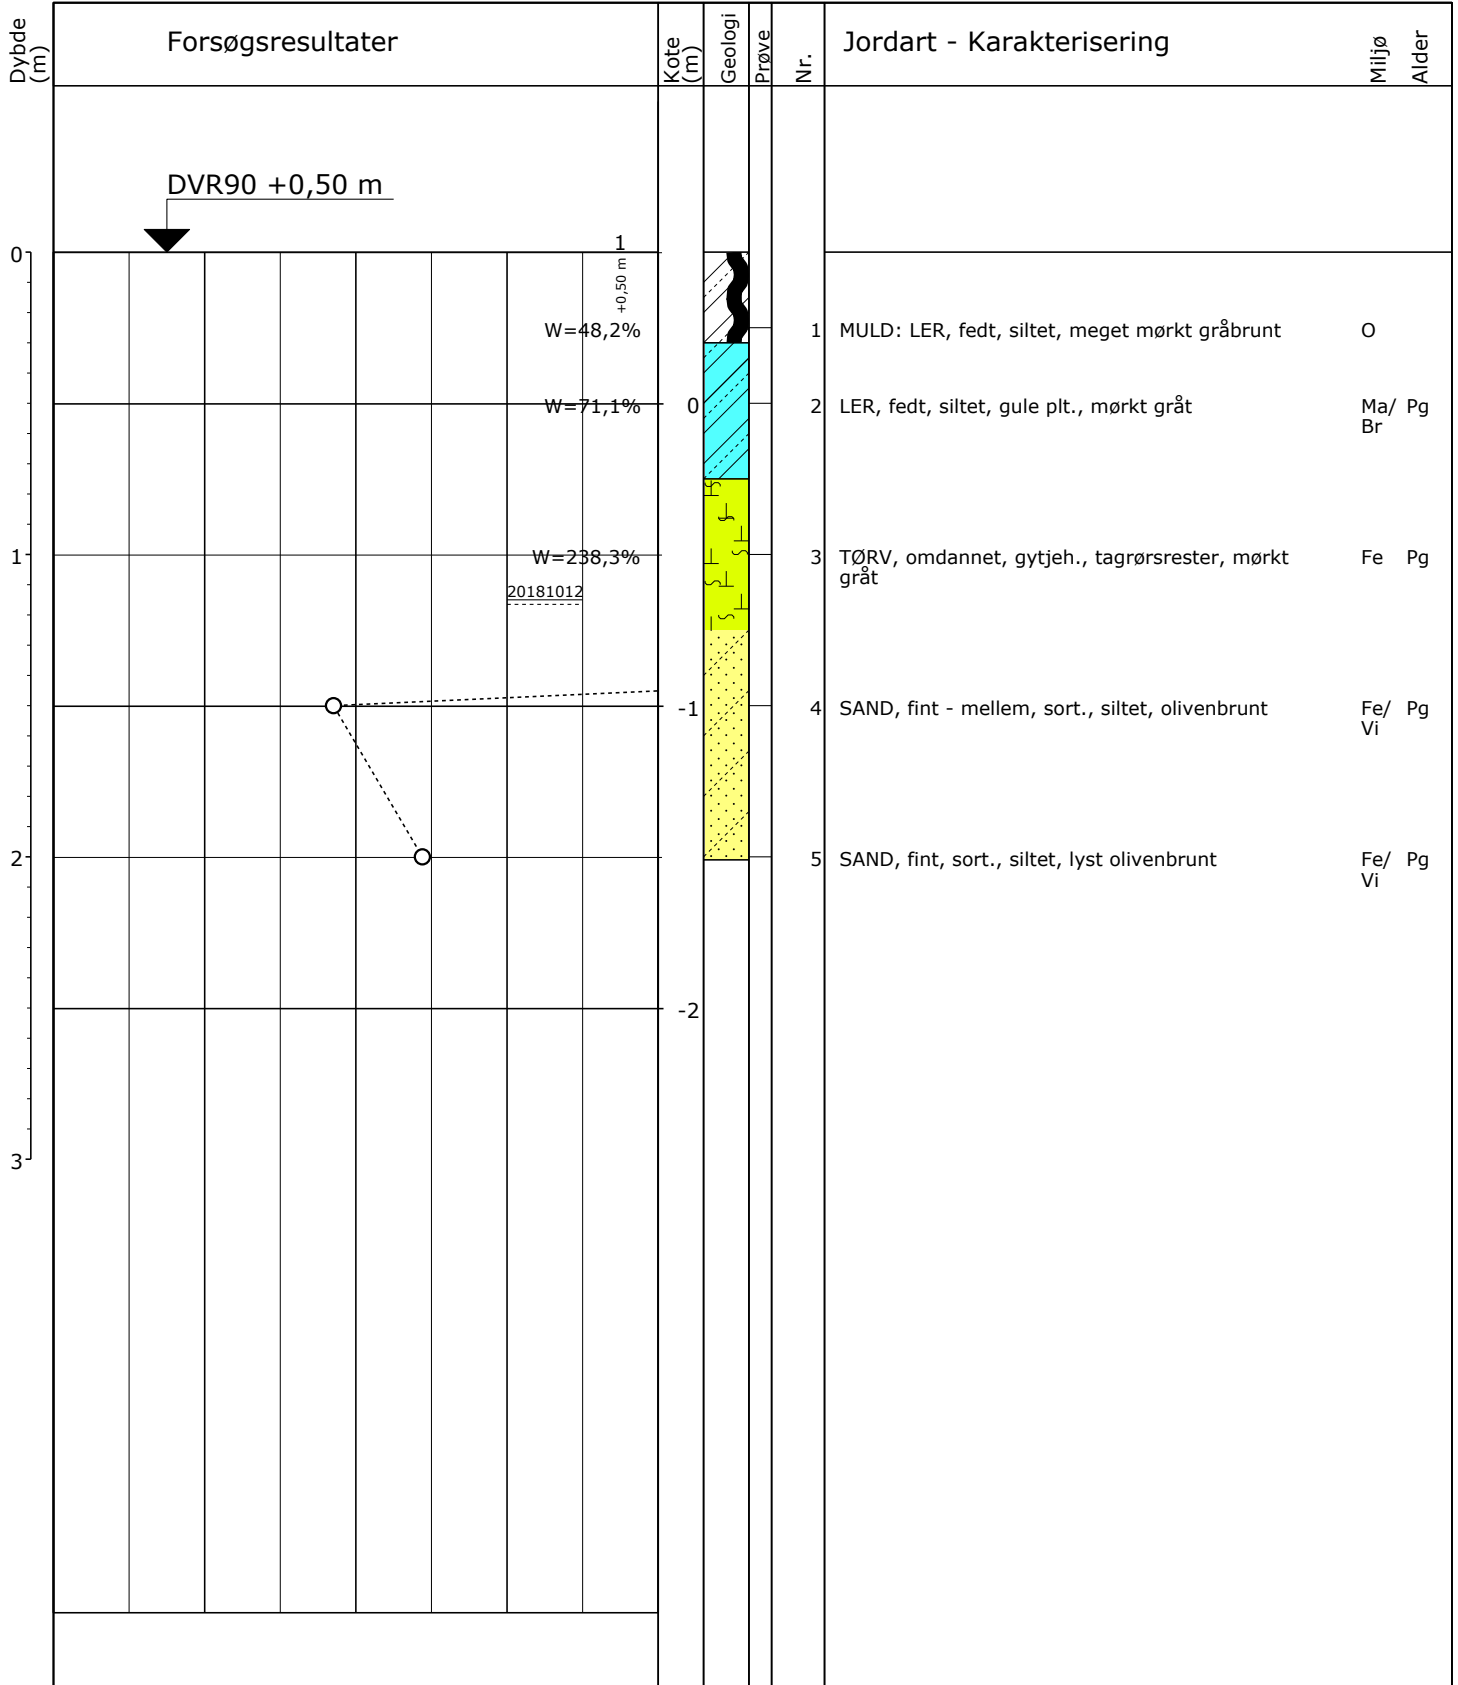 Dybde
(m)
Forsøgsresultater
Kote
(m)
Geologi
Prøve
Nr.
Jordart - Karakterisering
Miljø
Alder
DVR90 +0,50 m
0
1
+0,50 m
W=48,2%
1 MULD: LER, fedt, siltet, meget mørkt gråbrunt O
W=71,1% 0 2 LER, fedt, siltet, gule plt., mørkt gråt Ma/ Pg
Br
1 W=238,3% 3 TØRV, omdannet, gytjeh., tagrørsrester, mørkt Fe Pg
gråt
20181012
-1 4 SAND, fint - mellem, sort., siltet, olivenbrunt Fe/ Pg
Vi
2 5 SAND, fint, sort., siltet, lyst olivenbrunt Fe/ Pg
Vi
-2
3